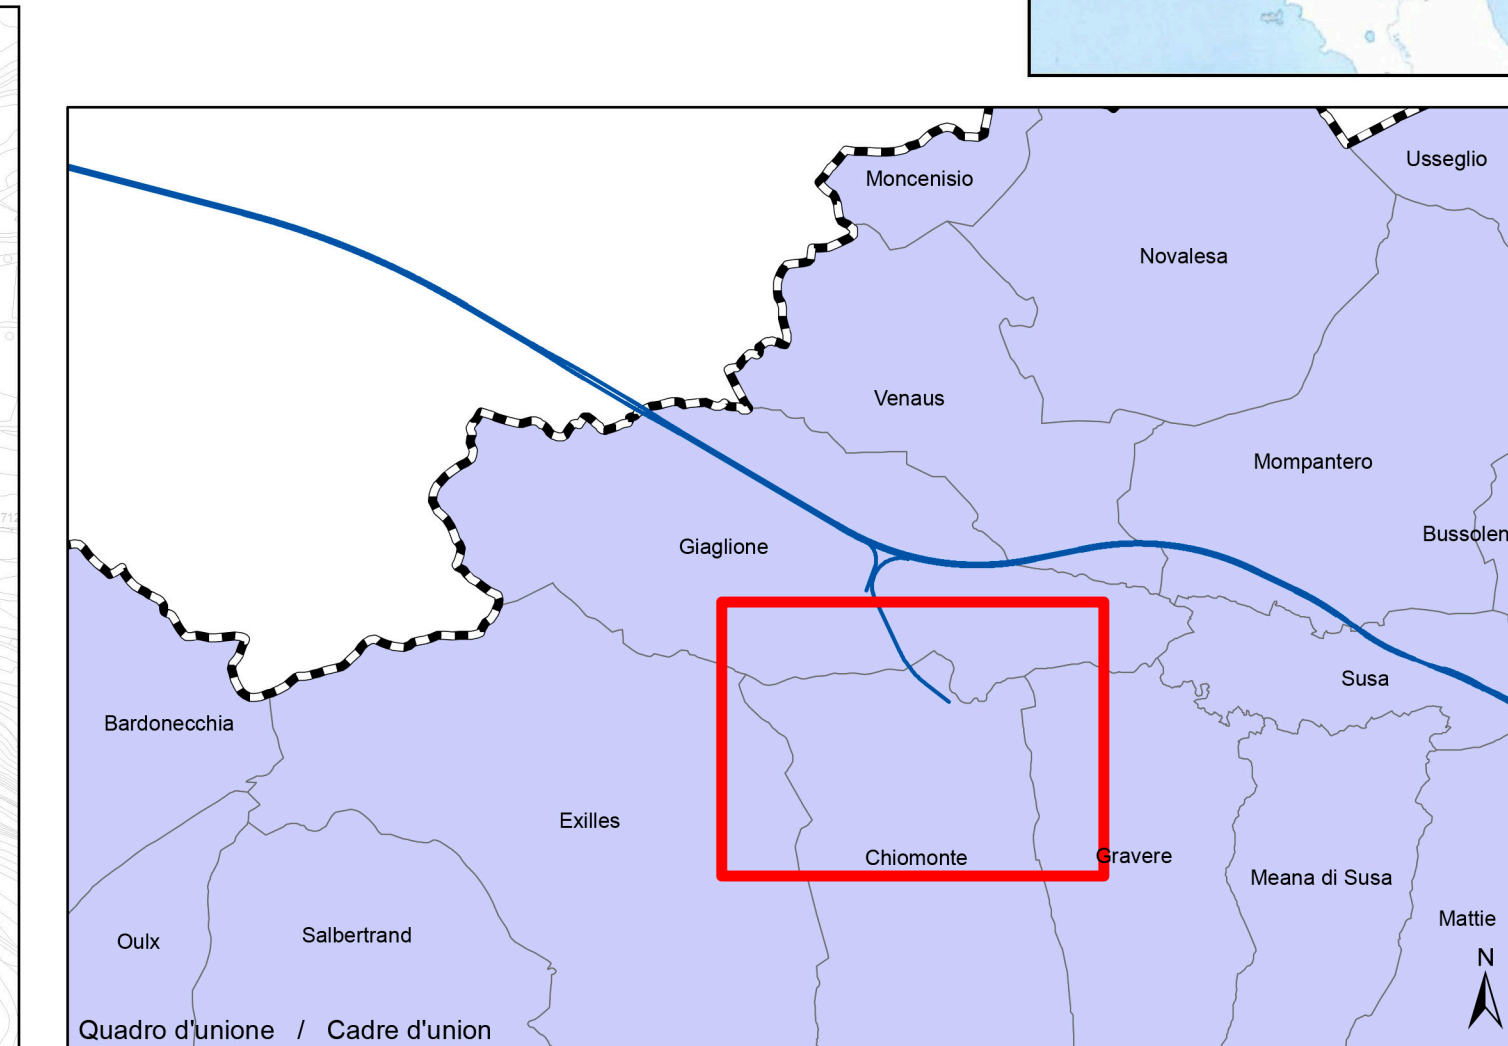 Usseglio
Moncenisio
Novalesa
Venaus
Mompantero
Bussolen
Giaglione
Susa
Bardonecchia
Exilles
Chiomonte
Gravere
Meana di Susa
Mattie
Oulx
Salbertrand
N
Quadro d'unione / Cadre d'union